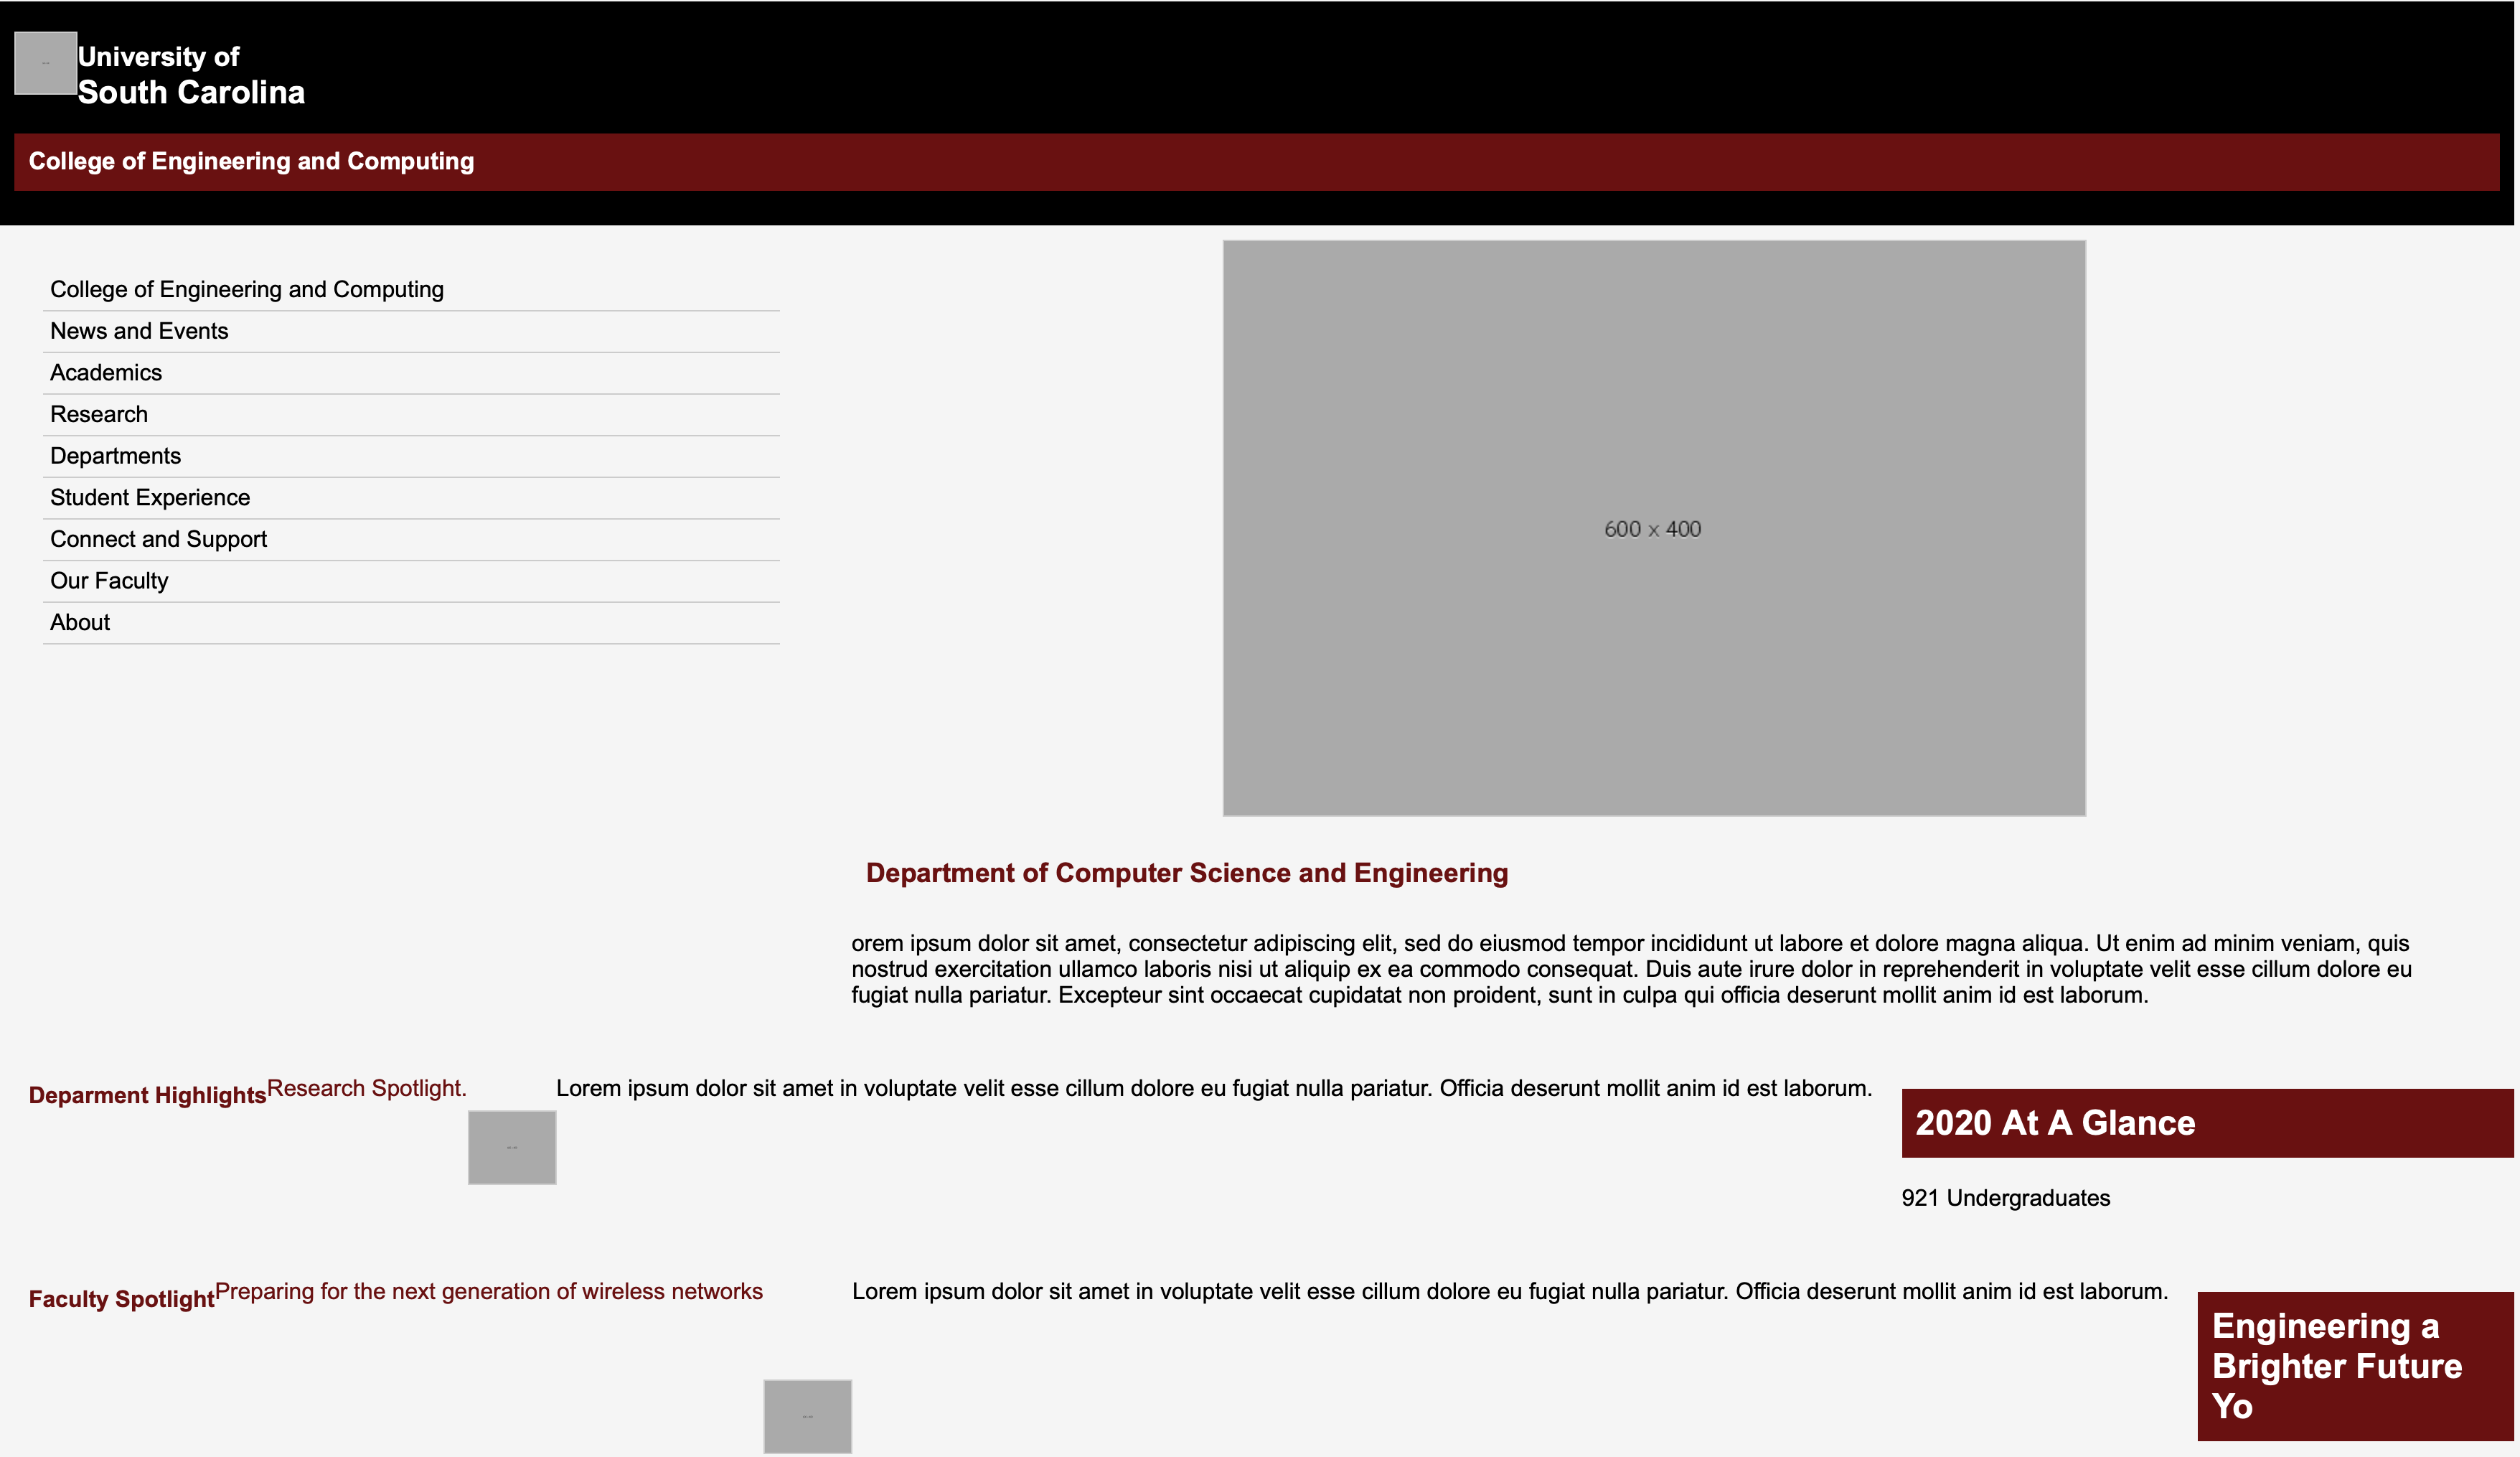 University of
South Carolina
College of Engineering and Computing
College of Engineering and Computing
News and Events
Academics
Research
Departments
Student Experience
Connect and Support
Our Faculty
About
600 x 400
Department of Computer Science and Engineering
orem ipsum dolor sit amet, consectetur adipiscing elit, sed do eiusmod tempor incididunt ut labore et dolore magna aliqua. Ut enim ad minim veniam, quis
nostrud exercitation ullamco laboris nisi ut aliquip ex ea commodo consequat. Duis aute irure dolor in reprehenderit in voluptate velit esse cillum dolore eu
fugiat nulla pariatur. Excepteur sint occaecat cupidatat non proident, sunt in culpa qui officia deserunt mollit anim id est laborum.
Deparment Highlights
Research Spotlight.
Lorem ipsum dolor sit amet in voluptate velit esse cillum dolore eu fugiat nulla pariatur. Officia deserunt mollit anim id est laborum.
2020 At A Glance
921 Undergraduates
Faculty Spotlight
Preparing for the next generation of wireless networks
Lorem ipsum dolor sit amet in voluptate velit esse cillum dolore eu fugiat nulla pariatur. Officia deserunt mollit anim id est laborum.
Engineering a
Brighter Future
Yo